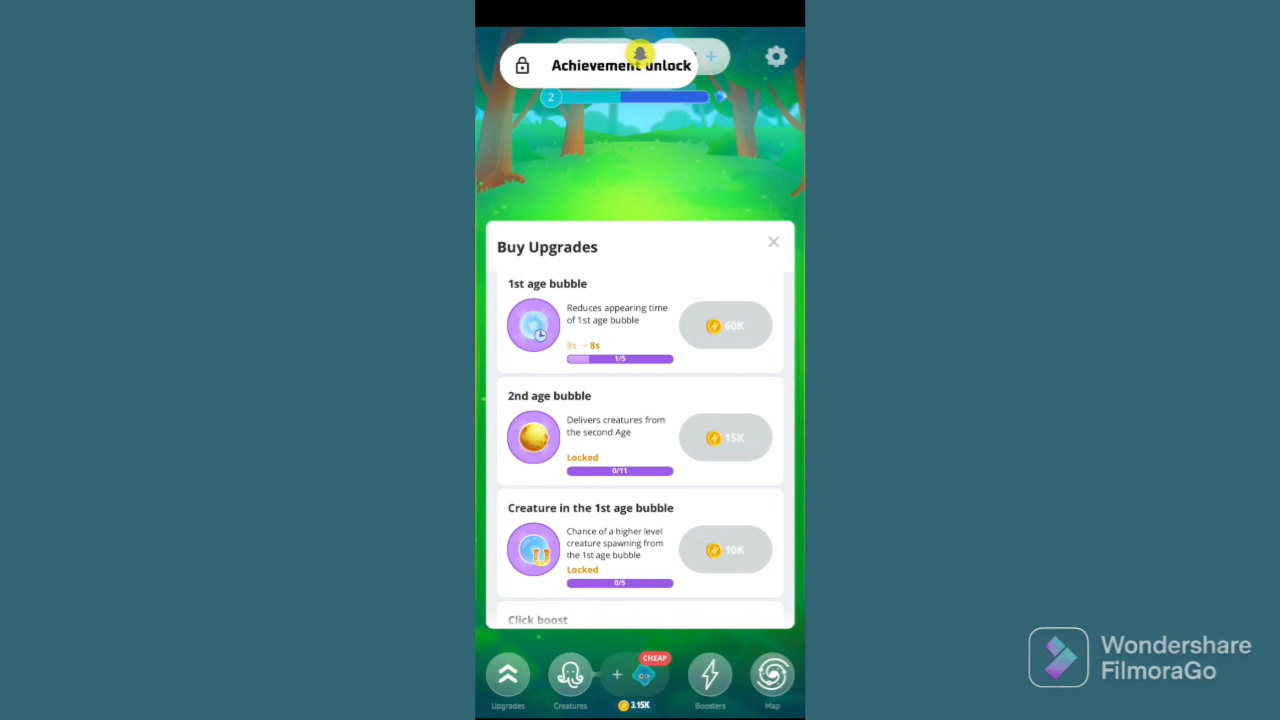 Achievement unlock
2
Buy Upgrades
1st age bubble
Reduces appearing time
of 1st age bubble
60K
9s → 8s
1/5
2nd age bubble
Delivers creatures from
the second Age
15K
Locked
0/11
Creature in the 1st age bubble
Chance of a higher level
creature spawning from
the 1st age bubble
10K
Locked
0/5
Click boost
CHEAP
Upgrades
Creatures
3.15K
Boosters
Map
Wondershare
FilmoraGo